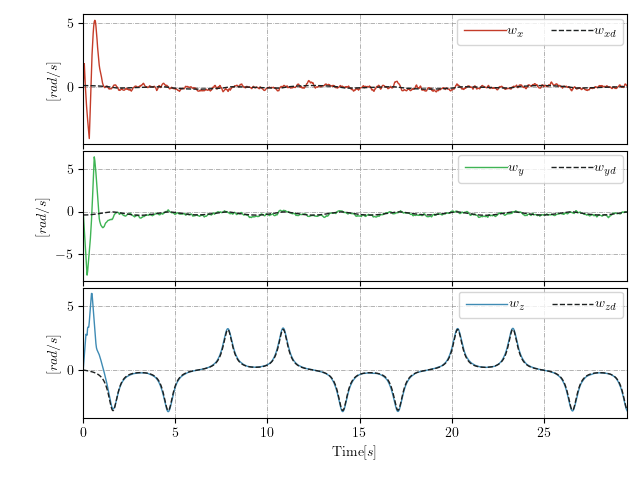 5
0
[rad/s]
w_x w_xd
5
0
−5
[rad/s]
w_y w_yd
5
0
[rad/s]
w_z w_zd
0 5 10 15 20 25
Time[s]